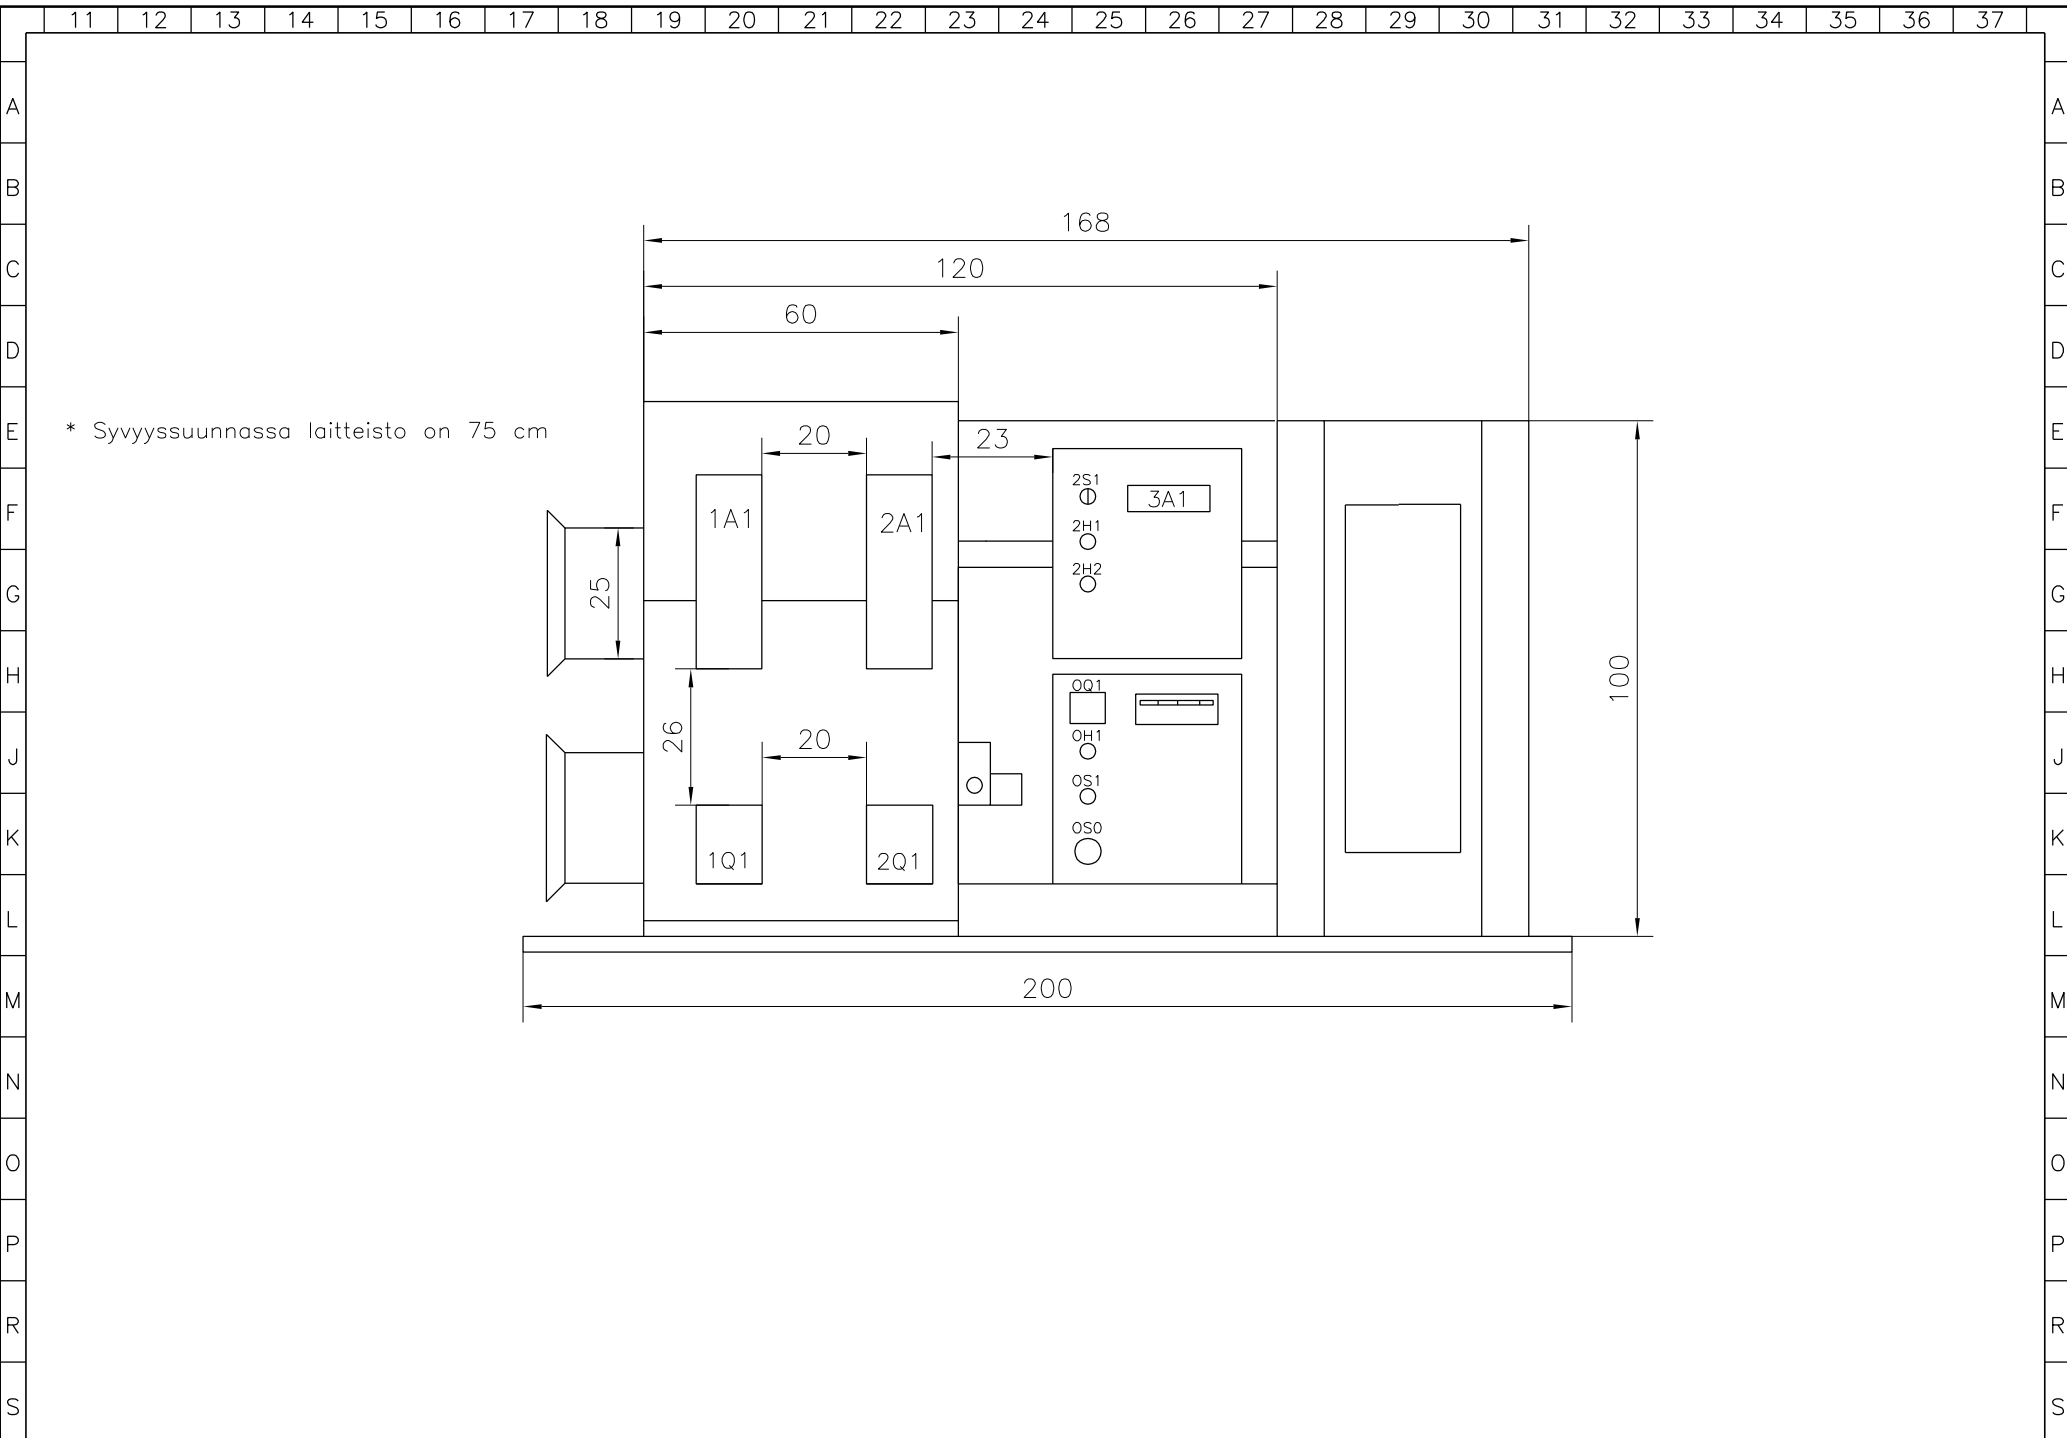 11 12 13 14 15 16 17 18 19 20 21 22 23 24 25 26 27 28 29 30 31 32 33 34 35 36 37
A A
B B
168
C C
120
60
D D
E * Syvyyssuunnassa laitteisto on 75 cm E
20 23
2S1
3A1
F F
1A1 2A1
2H1
2H2
25
G G
H H
100
0Q1
26
20
0H1
J J
0S1
0S0
K K
1Q1 2Q1
L L
200
M M
N N
O O
P P
R R
S S